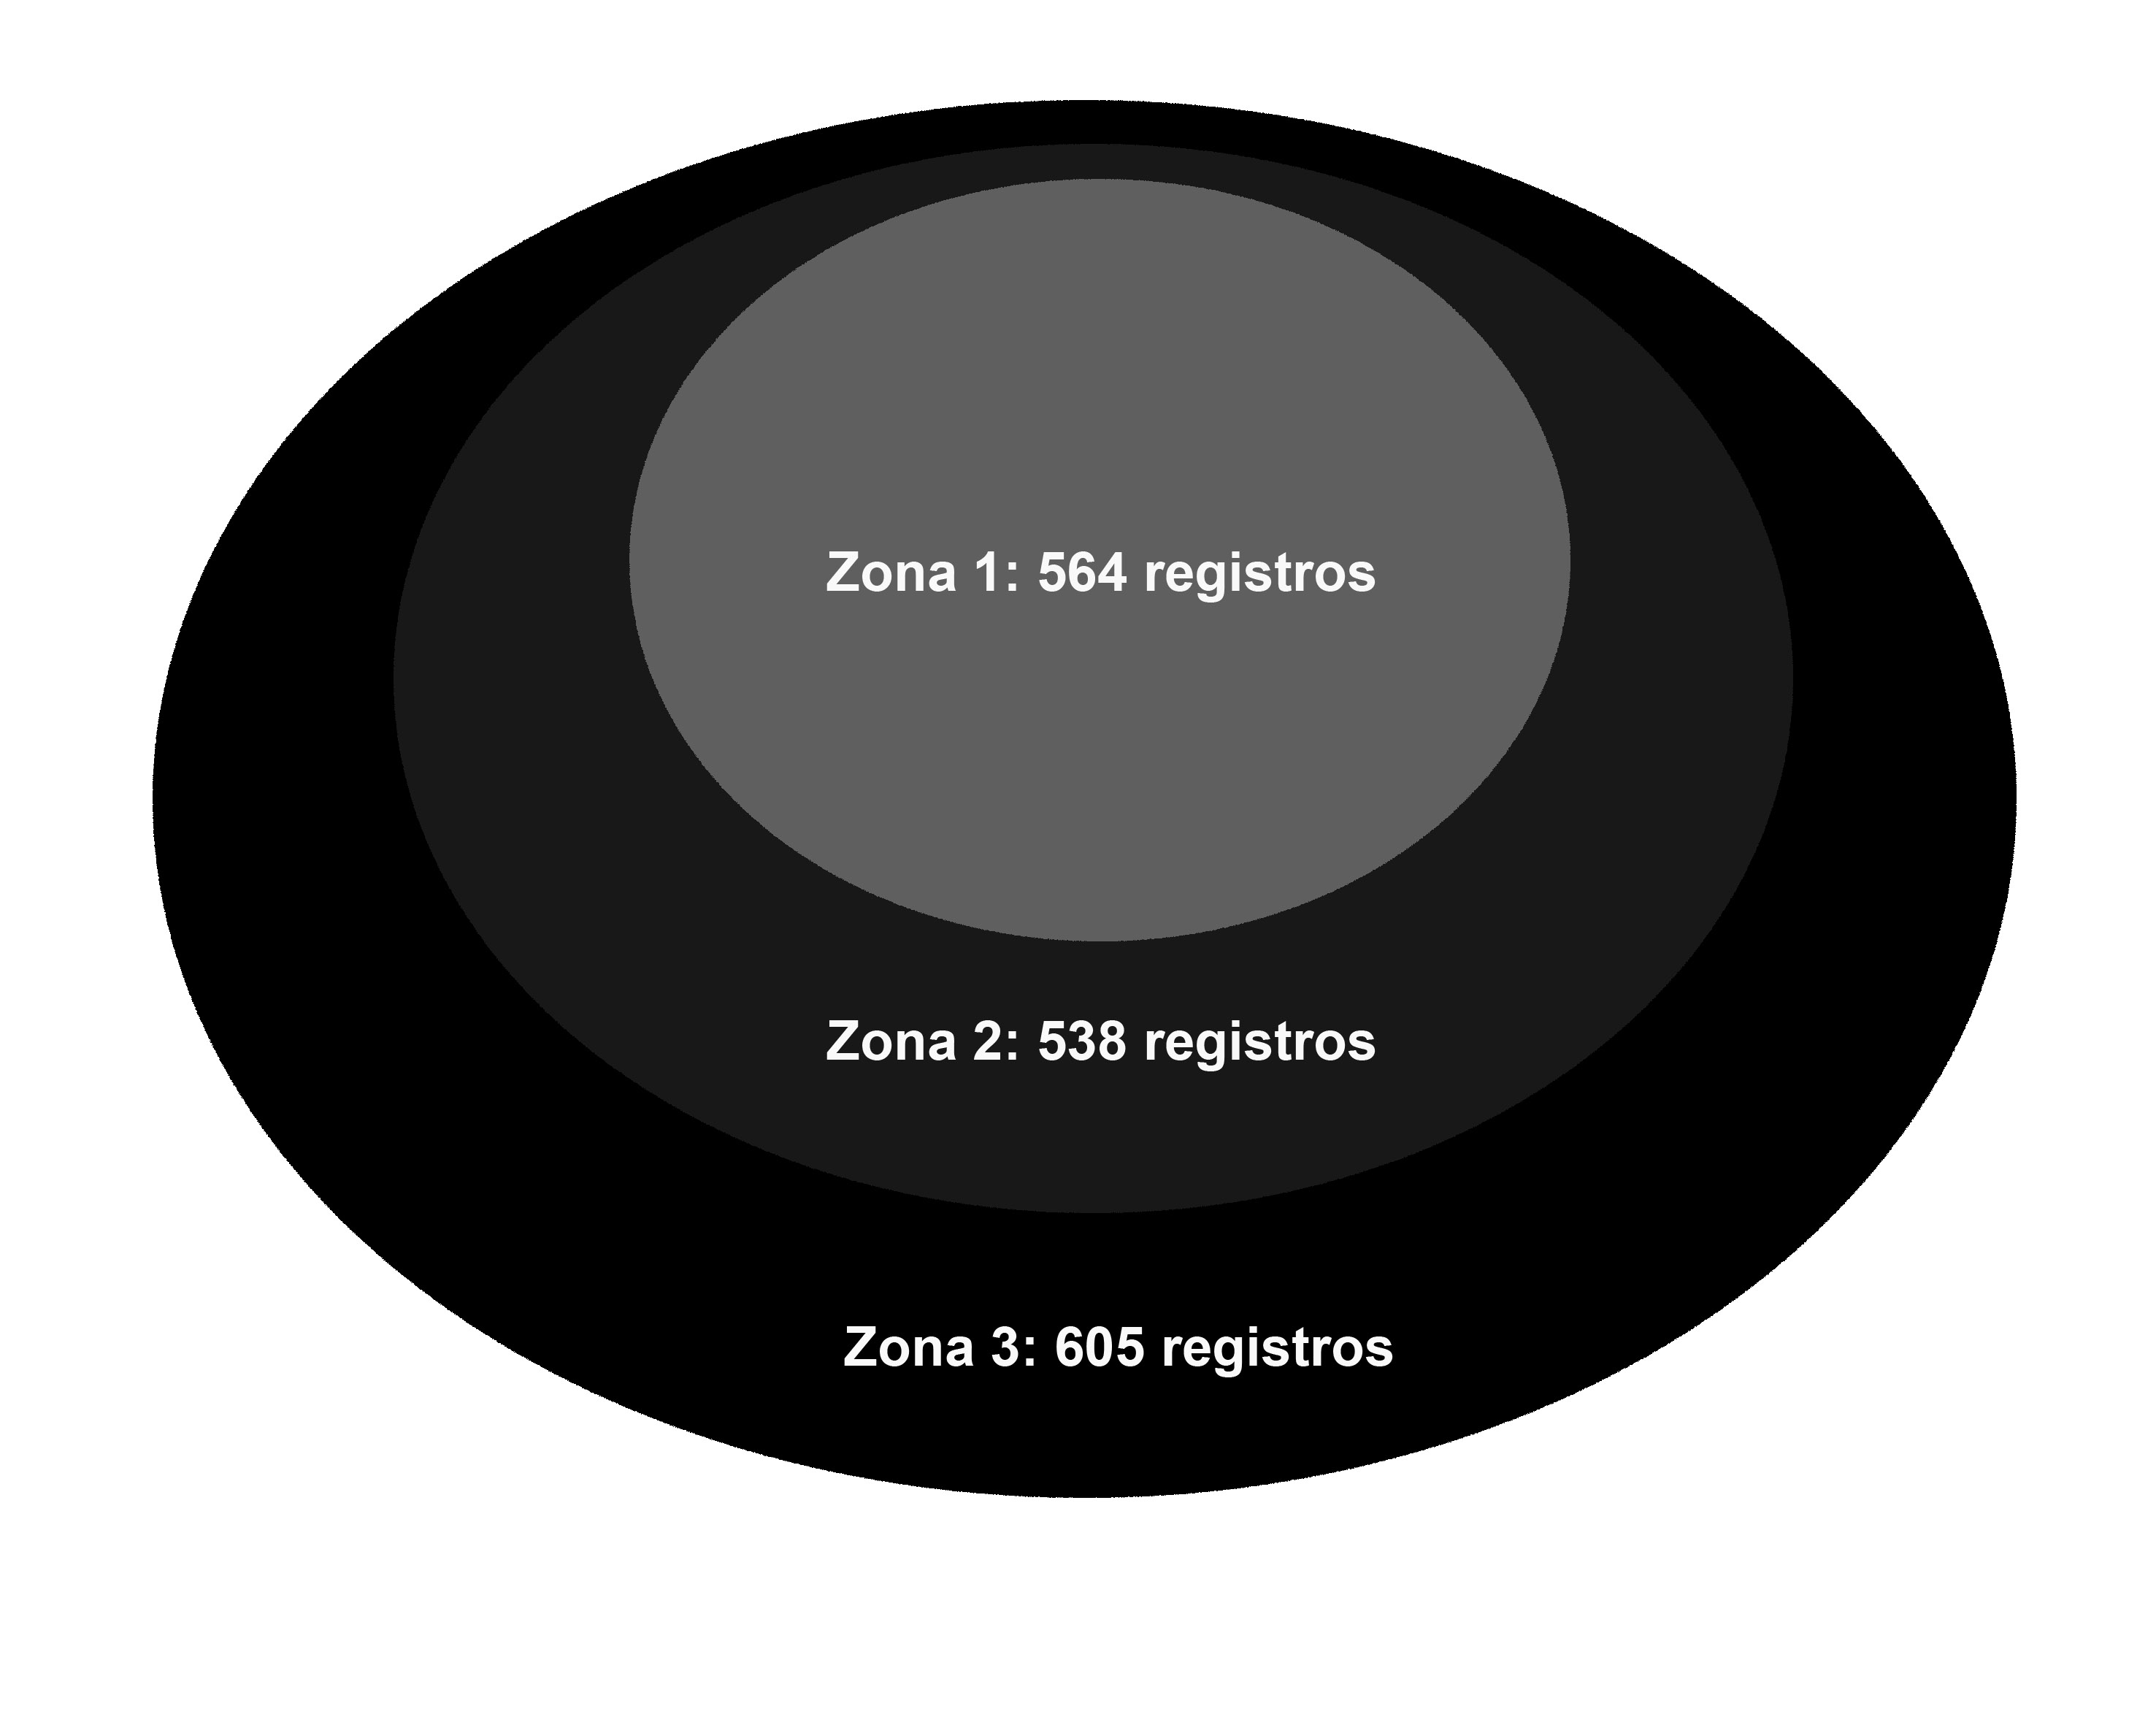 Zona 1: 564 registros
Zona 2: 538 registros
Zona 3: 605 registros